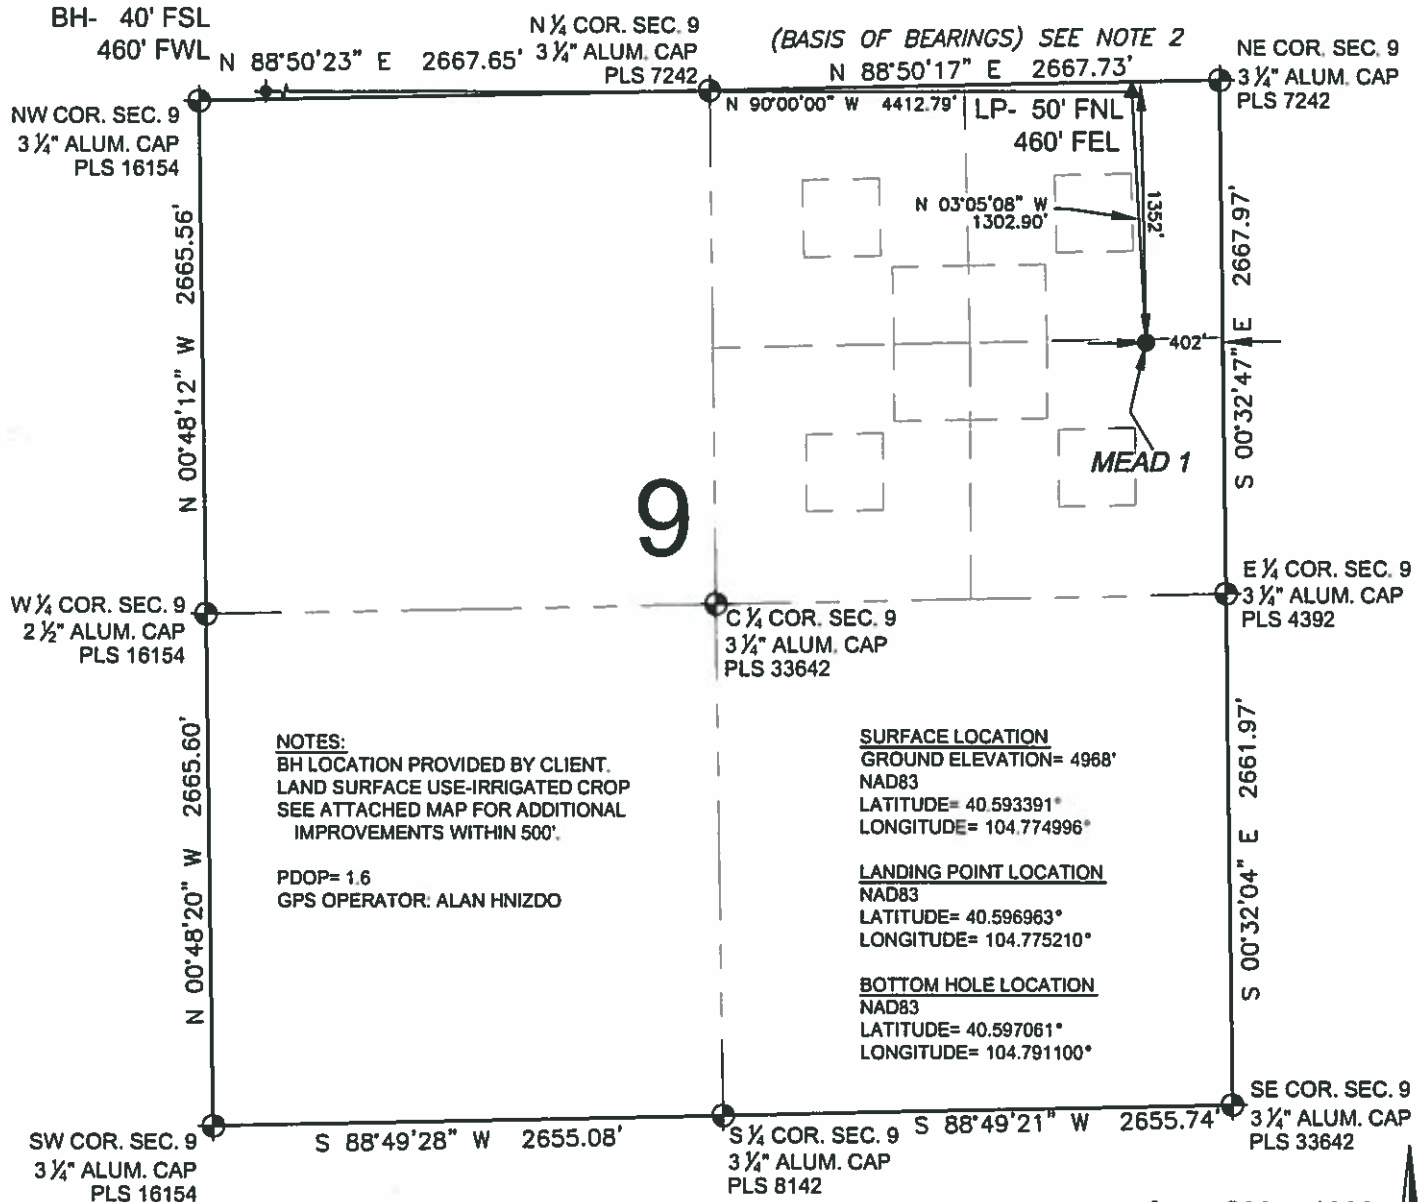 BH- 40' FSL
460' FWL
N 88°50'23" E 2667.65'
N ¼ COR. SEC. 9
3 ¼" ALUM. CAP
PLS 7242
(BASIS OF BEARINGS) SEE NOTE 2
N 88°50'17" E 2667.73'
NE COR. SEC. 9
3 ¼" ALUM. CAP
PLS 7242
NW COR. SEC. 9
3 ¼" ALUM. CAP
PLS 16154
N 90°00'00" W 4412.79'
LP- 50' FNL
460' FEL
N 03°05'08" W
1302.90'
1352'
N 00°48'12" W 2665.56'
S 00°32'47" E 2667.97'
402'
MEAD 1
9
W ¼ COR. SEC. 9
2 ½" ALUM. CAP
PLS 16154
C ¼ COR. SEC. 9
3 ¼" ALUM. CAP
PLS 33642
E ¼ COR. SEC. 9
3 ¼" ALUM. CAP
PLS 4392
N 00°48'20" W 2665.60'
NOTES:
BH LOCATION PROVIDED BY CLIENT.
LAND SURFACE USE-IRRIGATED CROP
SEE ATTACHED MAP FOR ADDITIONAL
IMPROVEMENTS WITHIN 500'.
PDOP= 1.6
GPS OPERATOR: ALAN HNIZDO
SURFACE LOCATION
GROUND ELEVATION= 4968'
NAD83
LATITUDE= 40.593391°
LONGITUDE= 104.774996°
LANDING POINT LOCATION
NAD83
LATITUDE= 40.596963°
LONGITUDE= 104.775210°
BOTTOM HOLE LOCATION
NAD83
LATITUDE= 40.597061°
LONGITUDE= 104.791100°
S 00°32'04" E 2661.97'
SW COR. SEC. 9
3 ¼" ALUM. CAP
PLS 16154
S 88°49'28" W 2655.08'
S ¼ COR. SEC. 9
3 ¼" ALUM. CAP
PLS 8142
S 88°49'21" W 2655.74'
SE COR. SEC. 9
3 ¼" ALUM. CAP
PLS 33642